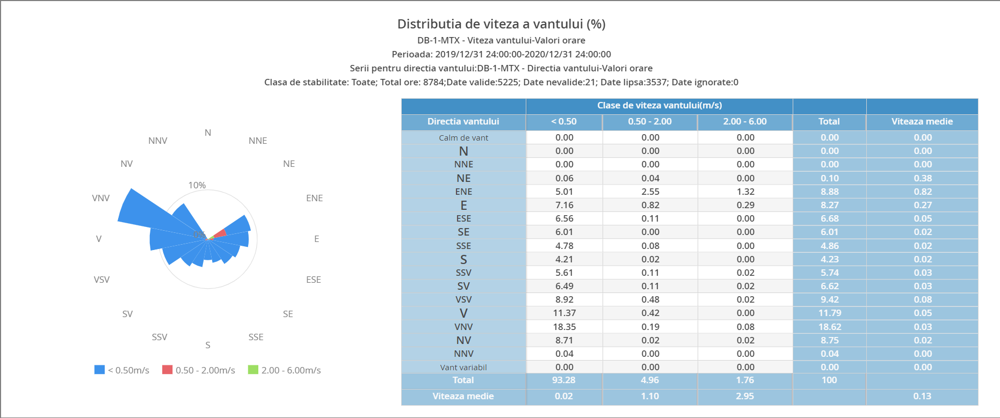 Distributia de viteza a vantului (%)
DB-1-MTX - Viteza vantului-Valori orare
Perioada: 2019/12/31 24:00:00-2020/12/31 24:00:00
Serii pentru directia vantului:DB-1-MTX - Directia vantului-Valori orare
Clasa de stabilitate: Toate; Total ore: 8784;Date valide:5225; Date nevalide:21; Date lipsa:3537; Date ignorate:0
N
NNV NNE
NV NE
10%
VNV ENE
0%
V E
VSV ESE
SV SE
SSV SSE
S
< 0.50m/s 0.50 - 2.00m/s 2.00 - 6.00m/s
Clase de viteza vantului(m/s)
Directia vantului < 0.50 0.50 - 2.00 2.00 - 6.00 Total Viteaza medie
Calm de vant 0.00 0.00 0.00 0.00 0.00
N 0.00 0.00 0.00 0.00 0.00
NNE 0.00 0.00 0.00 0.00 0.00
NE 0.06 0.04 0.00 0.10 0.38
ENE 5.01 2.55 1.32 8.88 0.82
E 7.16 0.82 0.29 8.27 0.27
ESE 6.56 0.11 0.00 6.68 0.05
SE 6.01 0.00 0.00 6.01 0.02
SSE 4.78 0.08 0.00 4.86 0.02
S 4.21 0.02 0.00 4.23 0.02
SSV 5.61 0.11 0.02 5.74 0.03
SV 6.49 0.11 0.02 6.62 0.03
VSV 8.92 0.48 0.02 9.42 0.08
V 11.37 0.42 0.00 11.79 0.05
VNV 18.35 0.19 0.08 18.62 0.03
NV 8.71 0.02 0.02 8.75 0.02
NNV 0.04 0.00 0.00 0.04 0.00
Vant variabil 0.00 0.00 0.00 0.00 0.00
Total 93.28 4.96 1.76 100
Viteaza medie 0.02 1.10 2.95 0.13